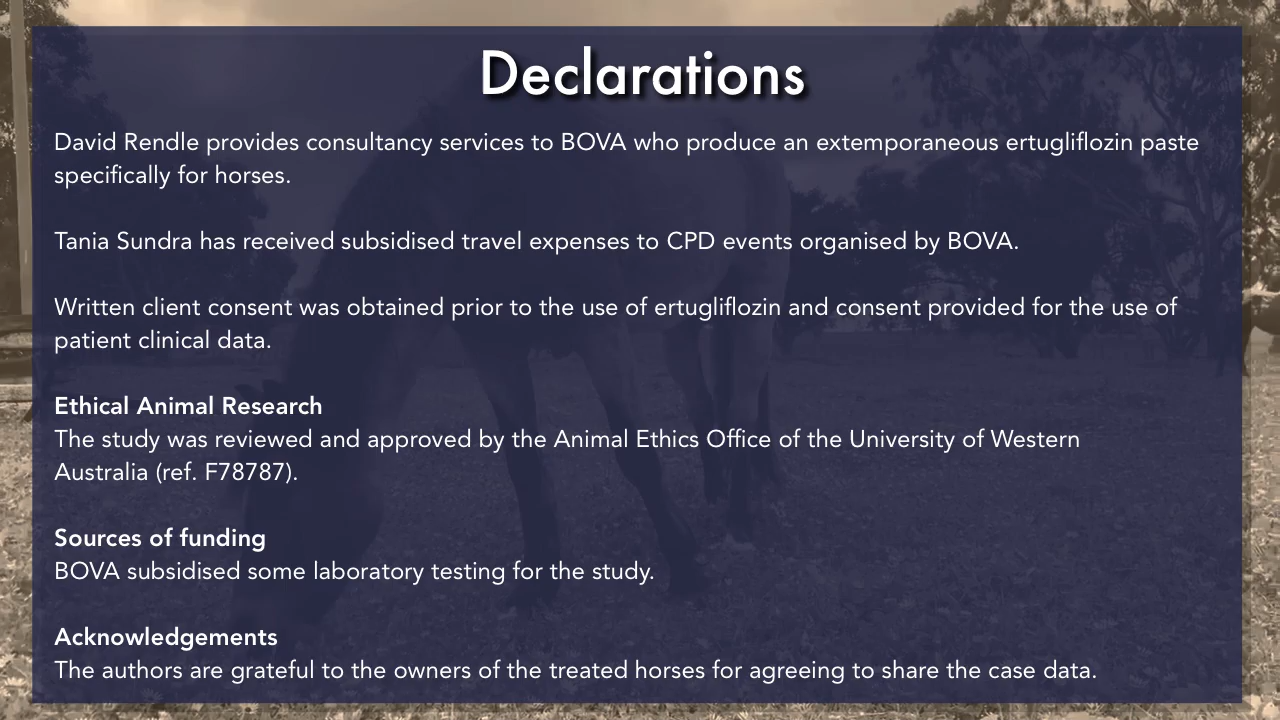 Declarations
David Rendle provides consultancy services to BOVA who produce an extemporaneous ertugliflozin paste
specifically for horses.
Tania Sundra has received subsidised travel expenses to CPD events organised by BOVA.
Written client consent was obtained prior to the use of ertugliflozin and consent provided for the use of
patient clinical data.
Ethical Animal Research
The study was reviewed and approved by the Animal Ethics Office of the University of Western
Australia (ref. F78787).
Sources of funding
BOVA subsidised some laboratory testing for the study.
Acknowledgements
The authors are grateful to the owners of the treated horses for agreeing to share the case data.